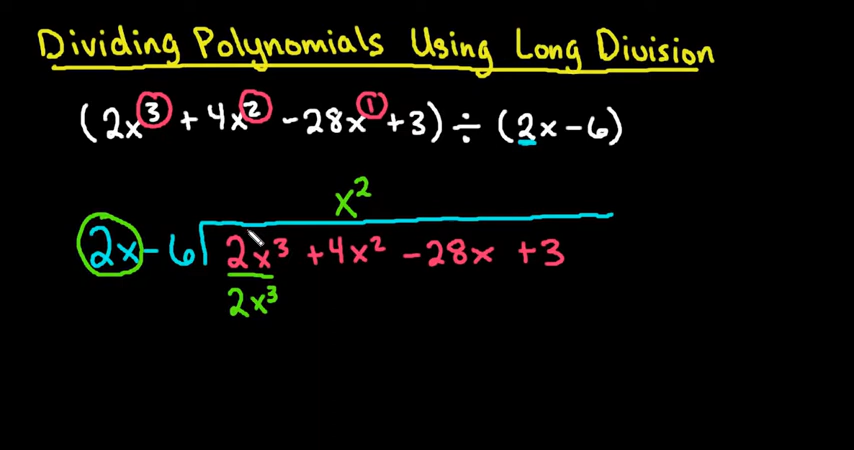 Dividing Polynomials Using Long Division
(2x³ + 4x² - 28x¹ + 3) ÷ (2x - 6)
x²
2x - 6 2x³ + 4x² - 28x + 3
2x³